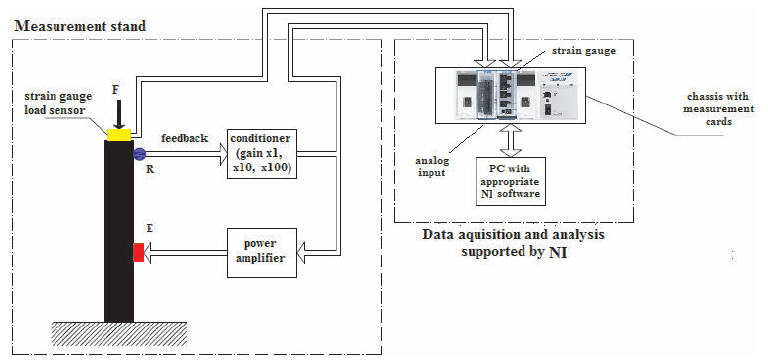 Measurement stand
F
strain gauge
load sensor
feedback
conditioner
(gain x1,
x10, x100)
R
E
power
amplifier
strain gauge
chassis with
measurement
cards
analog
input
PC with
appropriate
NI software
Data aquisition and analysis
supported by NI